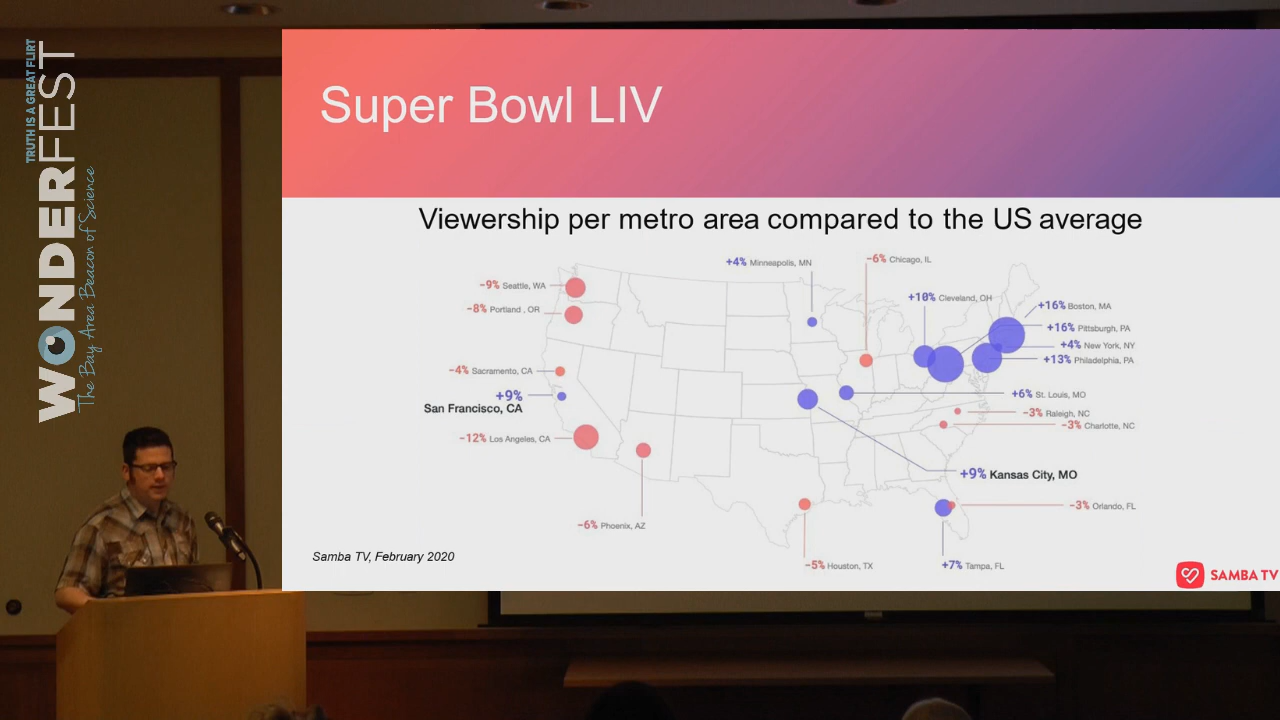 TRUTH IS A GREAT FLIRT
WONDERFEST
The Bay Area Beacon of Science
Super Bowl LIV
Viewership per metro area compared to the US average
+4% Minneapolis, MN
-6% Chicago, IL
-9% Seattle, WA
+10% Cleveland, OH
+16% Boston, MA
-8% Portland , OR
+16% Pittsburgh, PA
+4% New York, NY
+13% Philadelphia, PA
-4% Sacramento, CA
+9%
San Francisco, CA
+6% St. Louis, MO
-3% Raleigh, NC
-3% Charlotte, NC
-12% Los Angeles, CA
+9% Kansas City, MO
-3% Orlando, FL
-6% Phoenix, AZ
Samba TV, February 2020
-5% Houston, TX
+7% Tampa, FL
SAMBA TV